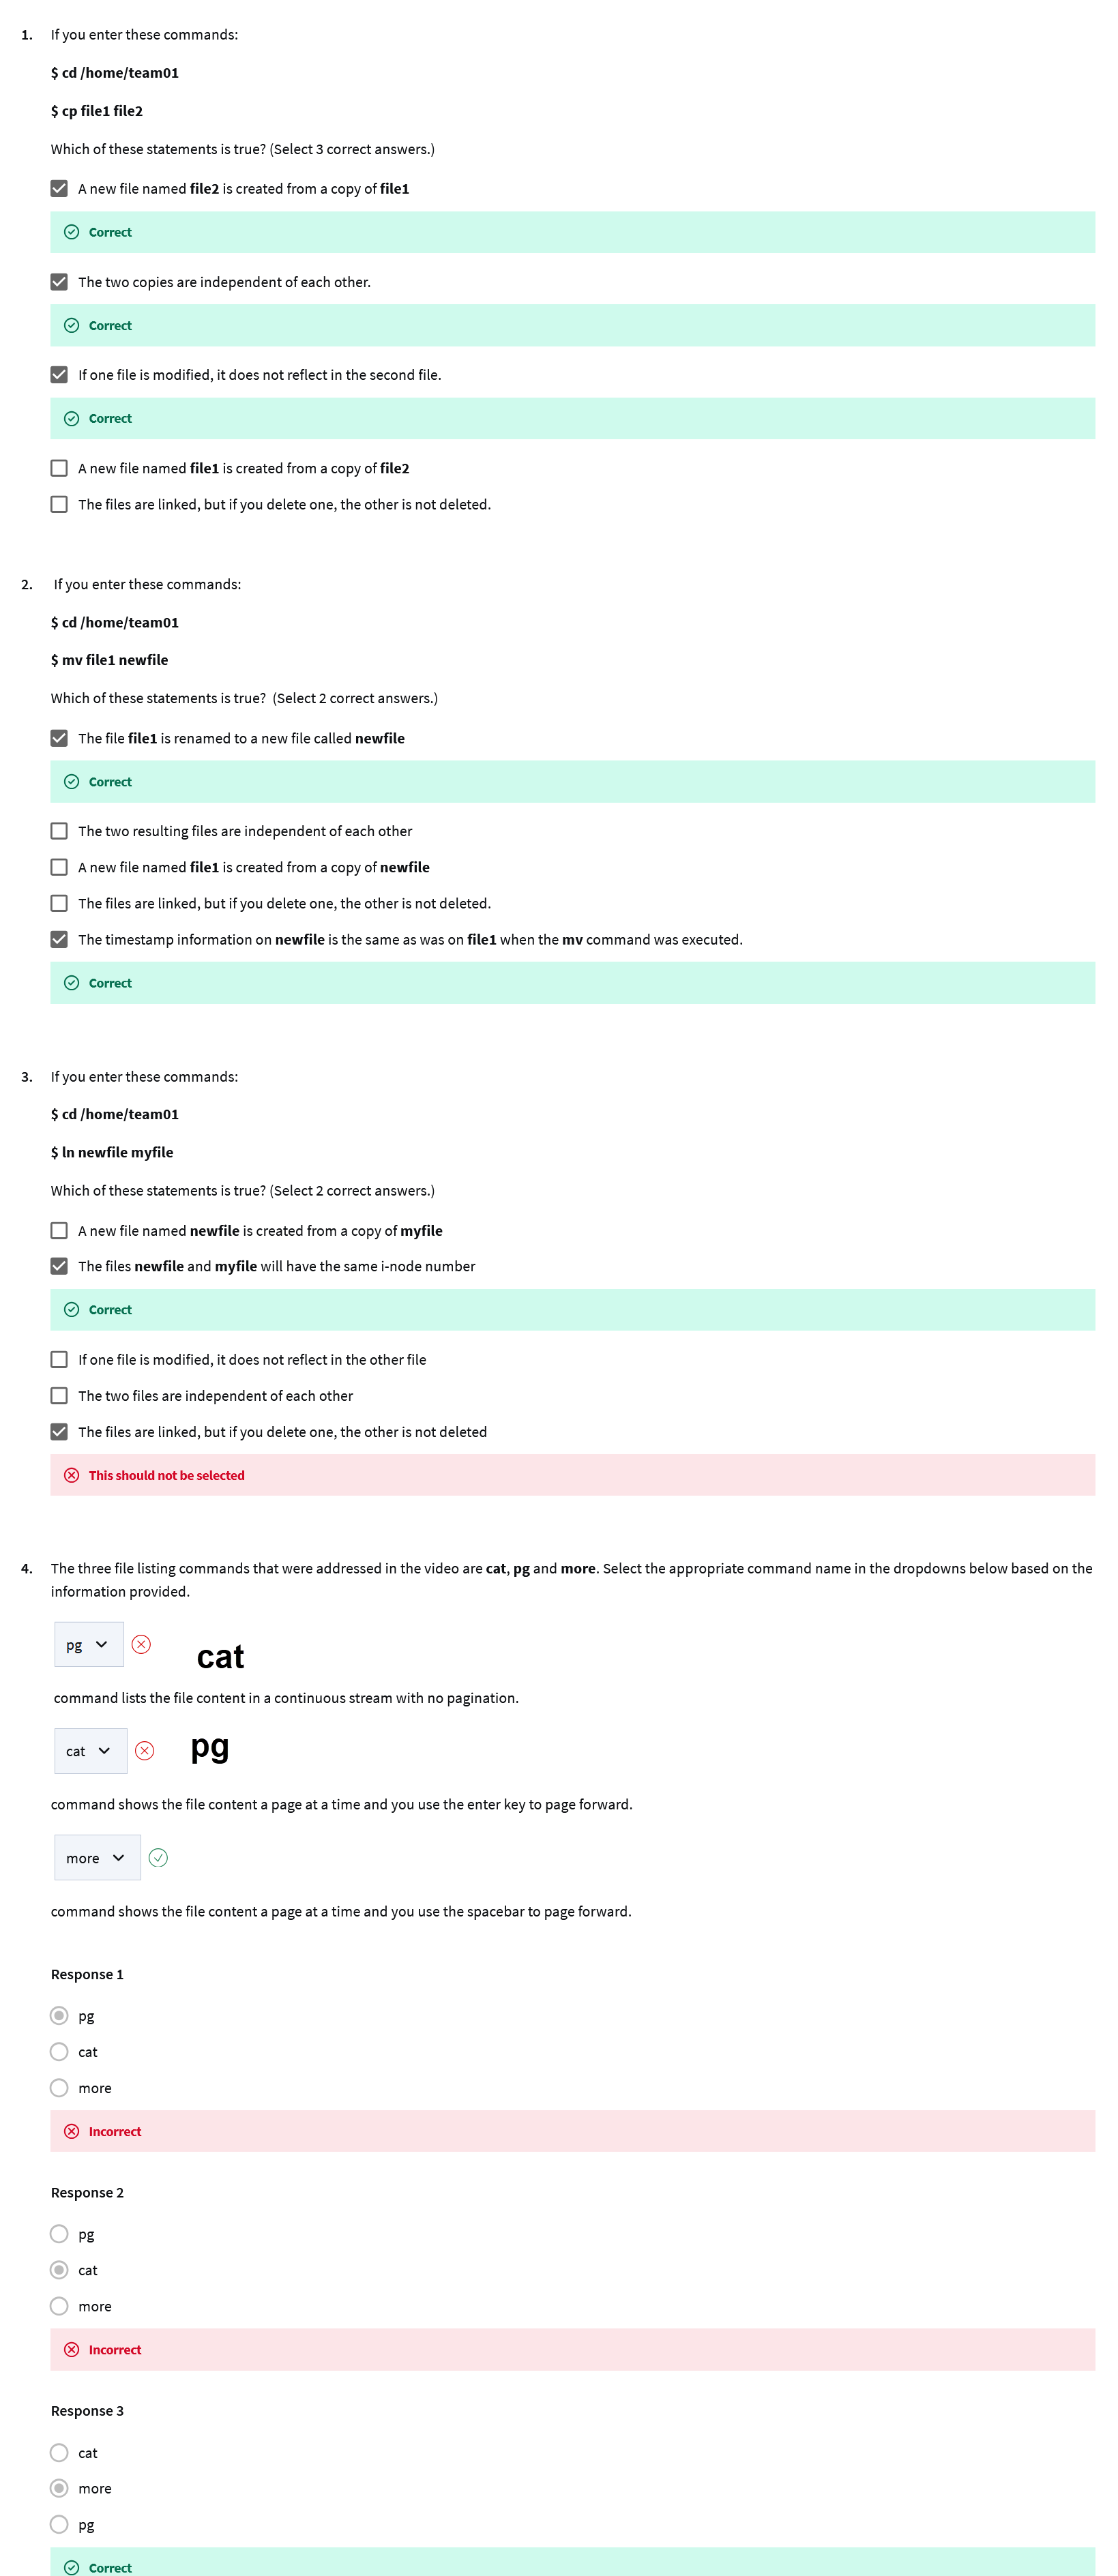 1. If you enter these commands:
$ cd /home/team01
$ cp file1 file2
Which of these statements is true? (Select 3 correct answers.)
A new file named file2 is created from a copy of file1
Correct
The two copies are independent of each other.
Correct
If one file is modified, it does not reflect in the second file.
Correct
A new file named file1 is created from a copy of file2
The files are linked, but if you delete one, the other is not deleted.
2. If you enter these commands:
$ cd /home/team01
$ mv file1 newfile
Which of these statements is true? (Select 2 correct answers.)
The file file1 is renamed to a new file called newfile
Correct
The two resulting files are independent of each other
A new file named file1 is created from a copy of newfile
The files are linked, but if you delete one, the other is not deleted.
The timestamp information on newfile is the same as was on file1 when the mv command was executed.
Correct
3. If you enter these commands:
$ cd /home/team01
$ ln newfile myfile
Which of these statements is true? (Select 2 correct answers.)
A new file named newfile is created from a copy of myfile
The files newfile and myfile will have the same i-node number
Correct
If one file is modified, it does not reflect in the other file
The two files are independent of each other
The files are linked, but if you delete one, the other is not deleted
This should not be selected
4. The three file listing commands that were addressed in the video are cat, pg and more. Select the appropriate command name in the dropdowns below based on the
information provided.
pg cat
command lists the file content in a continuous stream with no pagination.
cat pg
command shows the file content a page at a time and you use the enter key to page forward.
more
command shows the file content a page at a time and you use the spacebar to page forward.
Response 1
pg
cat
more
Incorrect
Response 2
pg
cat
more
Incorrect
Response 3
cat
more
pg
Correct